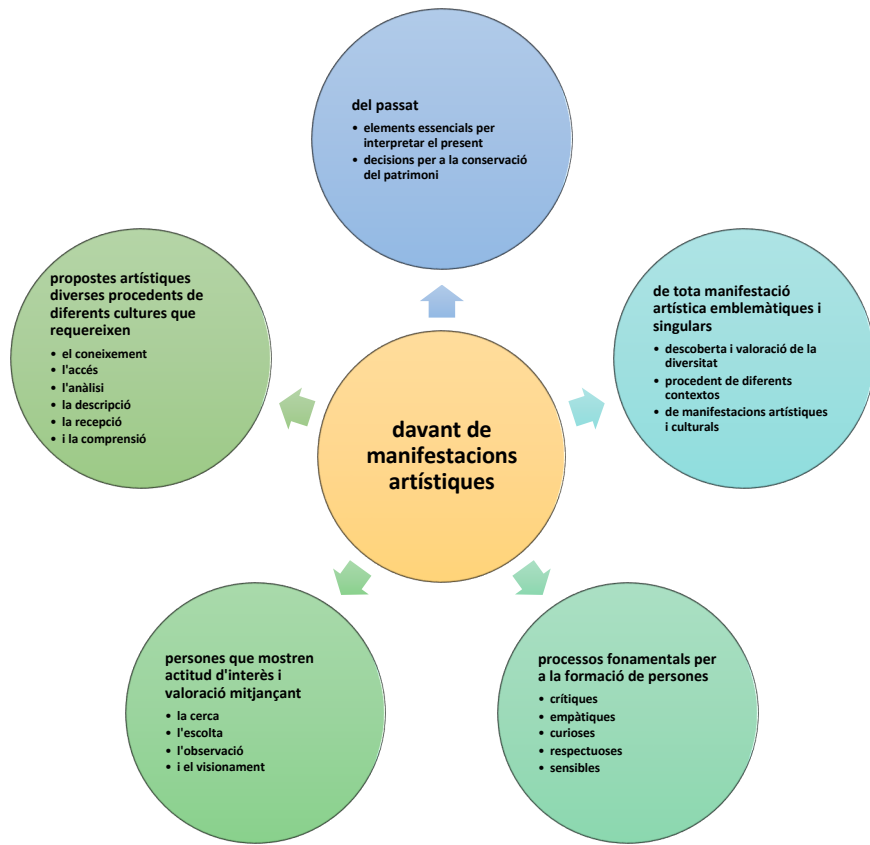 del passat
• elements essencials per
interpretar el present
• decisions per a la conservació
del patrimoni
propostes artístiques
diverses procedents de
diferents cultures que
requereixen
• el coneixement
• l'accés
• l'anàlisi
• la descripció
• la recepció
• i la comprensió
de tota manifestació
artística emblemàtiques i
singulars
• descoberta i valoració de la
diversitat
• procedent de diferents
contextos
• de manifestacions artístiques
i culturals
davant de
manifestacions
artístiques
persones que mostren
actitud d'interès i
valoració mitjançant
• la cerca
• l'escolta
• l'observació
• i el visionament
processos fonamentals per
a la formació de persones
• crítiques
• empàtiques
• curioses
• respectuoses
• sensibles